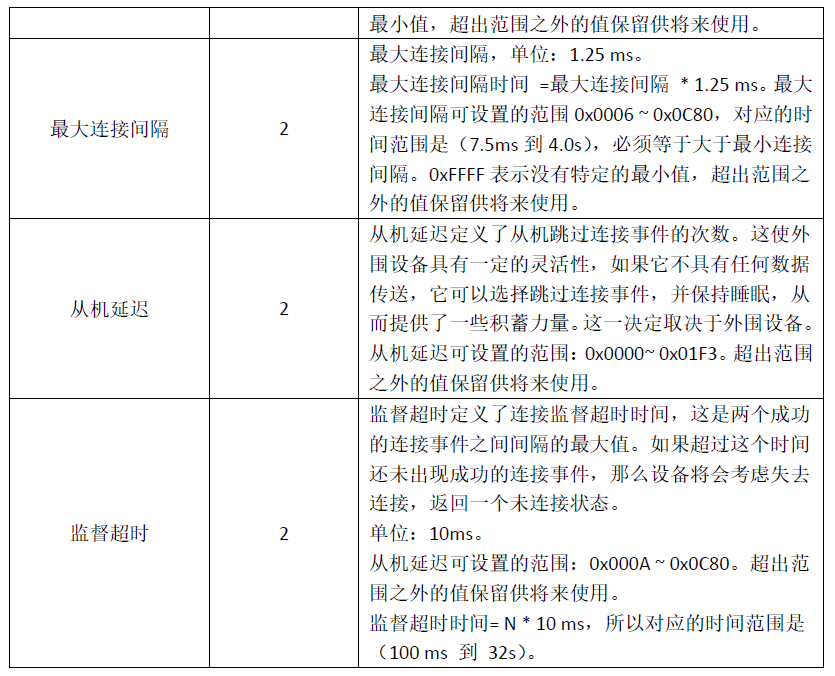 最小值，超出范围之外的值保留供将来使用。
最大连接间隔
2
最大连接间隔，单位：1.25 ms。
最大连接间隔时间 =最大连接间隔 * 1.25 ms。最大
连接间隔可设置的范围 0x0006 ~ 0x0C80，对应的时
间范围是（7.5ms 到 4.0s），必须等于大于最小连接
间隔。0xFFFF 表示没有特定的最小值，超出范围之
外的值保留供将来使用。
从机延迟
2
从机延迟定义了从机跳过连接事件的次数。这使外
围设备具有一定的灵活性，如果它不具有任何数据
传送，它可以选择跳过连接事件，并保持睡眠，从
而提供了一些积蓄力量。这一决定取决于外围设备。
从机延迟可设置的范围：0x0000~ 0x01F3。超出范围
之外的值保留供将来使用。
监督超时
2
监督超时定义了连接监督超时时间，这是两个成功
的连接事件之间间隔的最大值。如果超过这个时间
还未出现成功的连接事件，那么设备将会考虑失去
连接，返回一个未连接状态。
单位：10ms。
从机延迟可设置的范围：0x000A ~ 0x0C80。超出范
围之外的值保留供将来使用。
监督超时时间= N * 10 ms，所以对应的时间范围是
（100 ms 到 32s）。